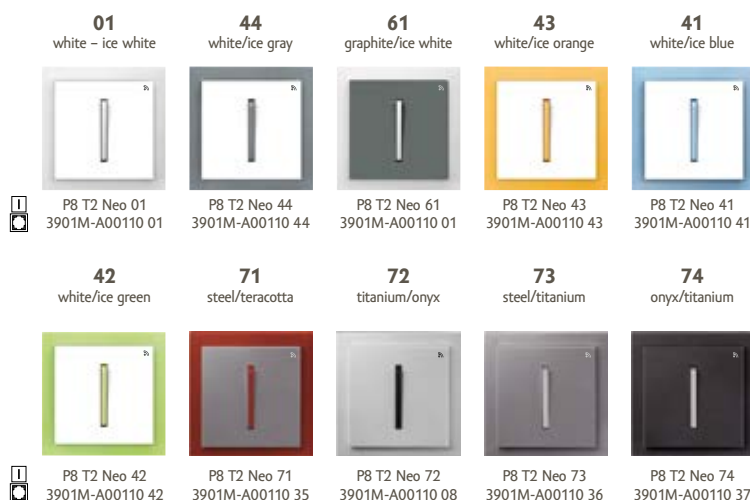 01 44 61 43 41
white – ice white white/ice gray graphite/ice white white/ice orange white/ice blue
P8 T2 Neo 01 P8 T2 Neo 44 P8 T2 Neo 61 P8 T2 Neo 43 P8 T2 Neo 41
3901M-A00110 01 3901M-A00110 44 3901M-A00110 01 3901M-A00110 43 3901M-A00110 41
42 71 72 73 74
white/ice green steel/teracotta titanium/onyx steel/titanium onyx/titanium
P8 T2 Neo 42 P8 T2 Neo 71 P8 T2 Neo 72 P8 T2 Neo 73 P8 T2 Neo 74
3901M-A00110 42 3901M-A00110 35 3901M-A00110 08 3901M-A00110 36 3901M-A00110 37